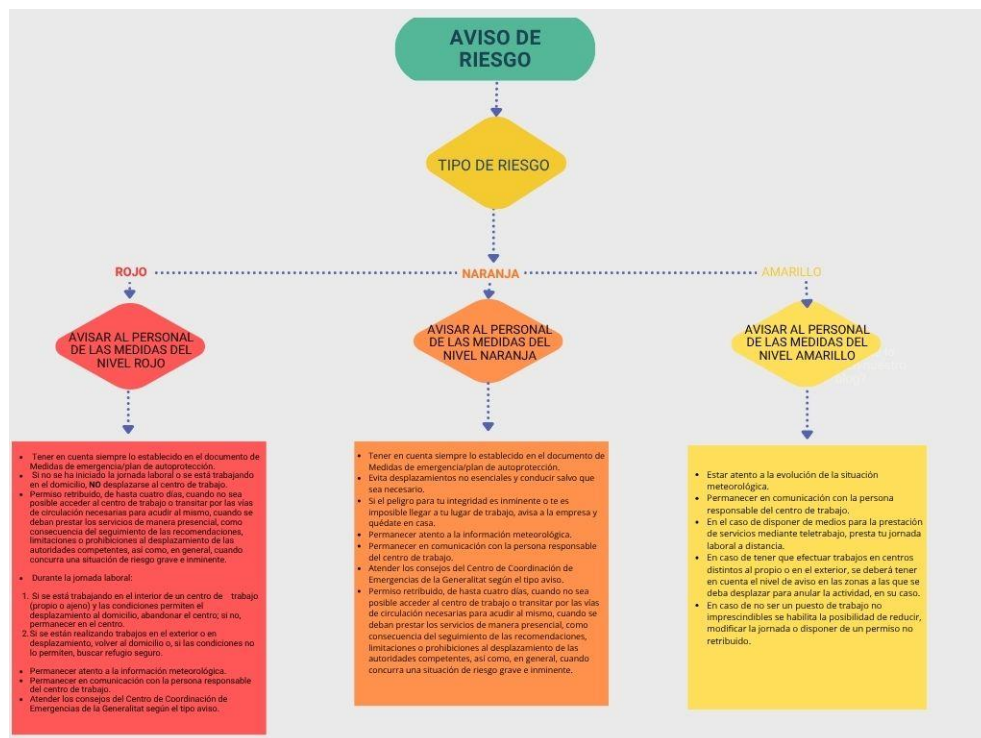 AVISO DE
RIESGO
TIPO DE RIESGO
ROJO
NARANJA
AMARILLO
AVISAR AL PERSONAL
DE LAS MEDIDAS DEL
NIVEL ROJO
AVISAR AL PERSONAL
DE LAS MEDIDAS DEL
NIVEL NARANJA
AVISAR AL PERSONAL
DE LAS MEDIDAS DEL
NIVEL AMARILLO
• Tener en cuenta siempre lo establecido en el documento de
Medidas de emergencia/plan de autoprotección.
• Si no se ha iniciado la jornada laboral o se está trabajando
en el domicilio, NO desplazarse al centro de trabajo.
• Permiso retribuido, de hasta cuatro días, cuando no sea
posible acceder al centro de trabajo o transitar por las vías
de circulación necesarias para acudir al mismo, cuando se
deban prestar los servicios de manera presencial, como
consecuencia del seguimiento de las recomendaciones,
limitaciones o prohibiciones al desplazamiento de las
autoridades competentes, así como, en general, cuando
concurra una situación de riesgo grave e inminente.
• Durante la jornada laboral:
1. Si se está trabajando en el interior de un centro de trabajo
(propio o ajeno) y las condiciones permiten el
desplazamiento al domicilio, abandonar el centro; si no,
permanecer en el centro.
2. Si se están realizando trabajos en el exterior o en
desplazamiento, volver al domicilio o, si las condiciones no
lo permiten, buscar refugio seguro.
• Permanecer atento a la información meteorológica.
• Permanecer en comunicación con la persona responsable
del centro de trabajo.
• Atender los consejos del Centro de Coordinación de
Emergencias de la Generalitat según el tipo aviso.
• Tener en cuenta siempre lo establecido en el documento de
Medidas de emergencia/plan de autoprotección.
• Evita desplazamientos no esenciales y conducir salvo que
sea necesario.
• Si el peligro para tu integridad es inminente o te es
imposible llegar a tu lugar de trabajo, avisa a la empresa y
quédate en casa.
• Permanecer atento a la información meteorológica.
• Permanecer en comunicación con la persona responsable
del centro de trabajo.
• Atender los consejos del Centro de Coordinación de
Emergencias de la Generalitat según el tipo aviso.
• Permiso retribuido, de hasta cuatro días, cuando no sea
posible acceder al centro de trabajo o transitar por las vías
de circulación necesarias para acudir al mismo, cuando se
deban prestar los servicios de manera presencial, como
consecuencia del seguimiento de las recomendaciones,
limitaciones o prohibiciones al desplazamiento de las
autoridades competentes, así como, en general, cuando
concurra una situación de riesgo grave e inminente.
• Estar atento a la evolución de la situación
meteorológica.
• Permanecer en comunicación con la persona
responsable del centro de trabajo.
• En el caso de disponer de medios para la prestación
de servicios mediante teletrabajo, presta tu jornada
laboral a distancia.
• En caso de tener que efectuar trabajos en centros
distintos al propio o en el exterior, se deberá tener
en cuenta el nivel de aviso en las zonas a las que se
deba desplazar para anular la actividad, en su caso.
• En caso de no ser un puesto de trabajo no
imprescindibles se habilita la posibilidad de reducir,
modificar la jornada o disponer de un permiso no
retribuido.